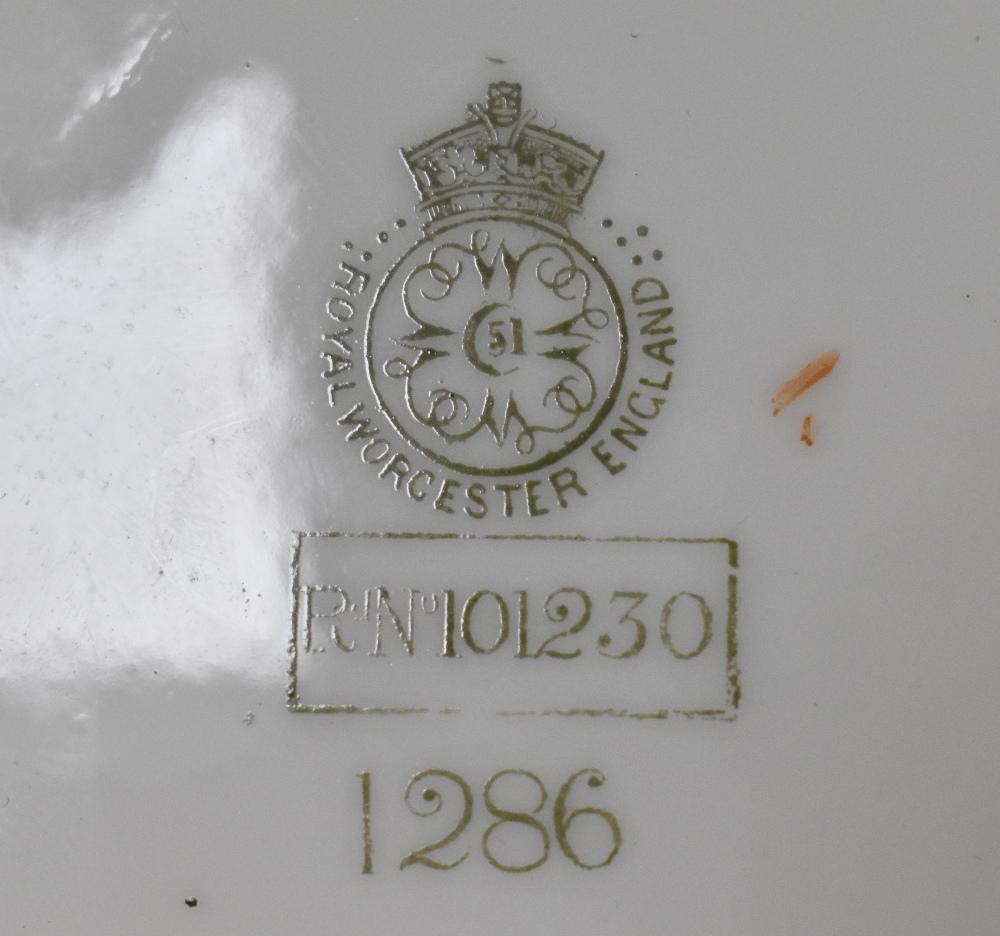 51
ROYAL WORCESTER ENGLAND
Rd No 101230
1286